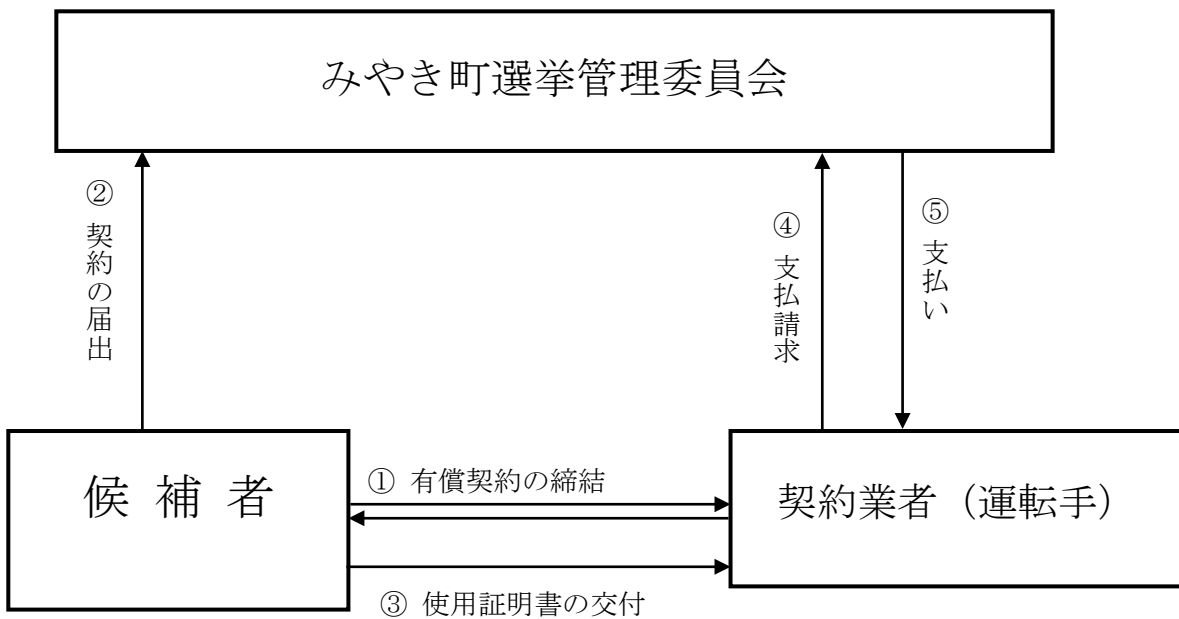 みやき町選挙管理委員会
② 契約の届出
④ 支払請求
⑤ 支払い
候 補 者
① 有償契約の締結
契約業者（運転手）
③ 使用証明書の交付